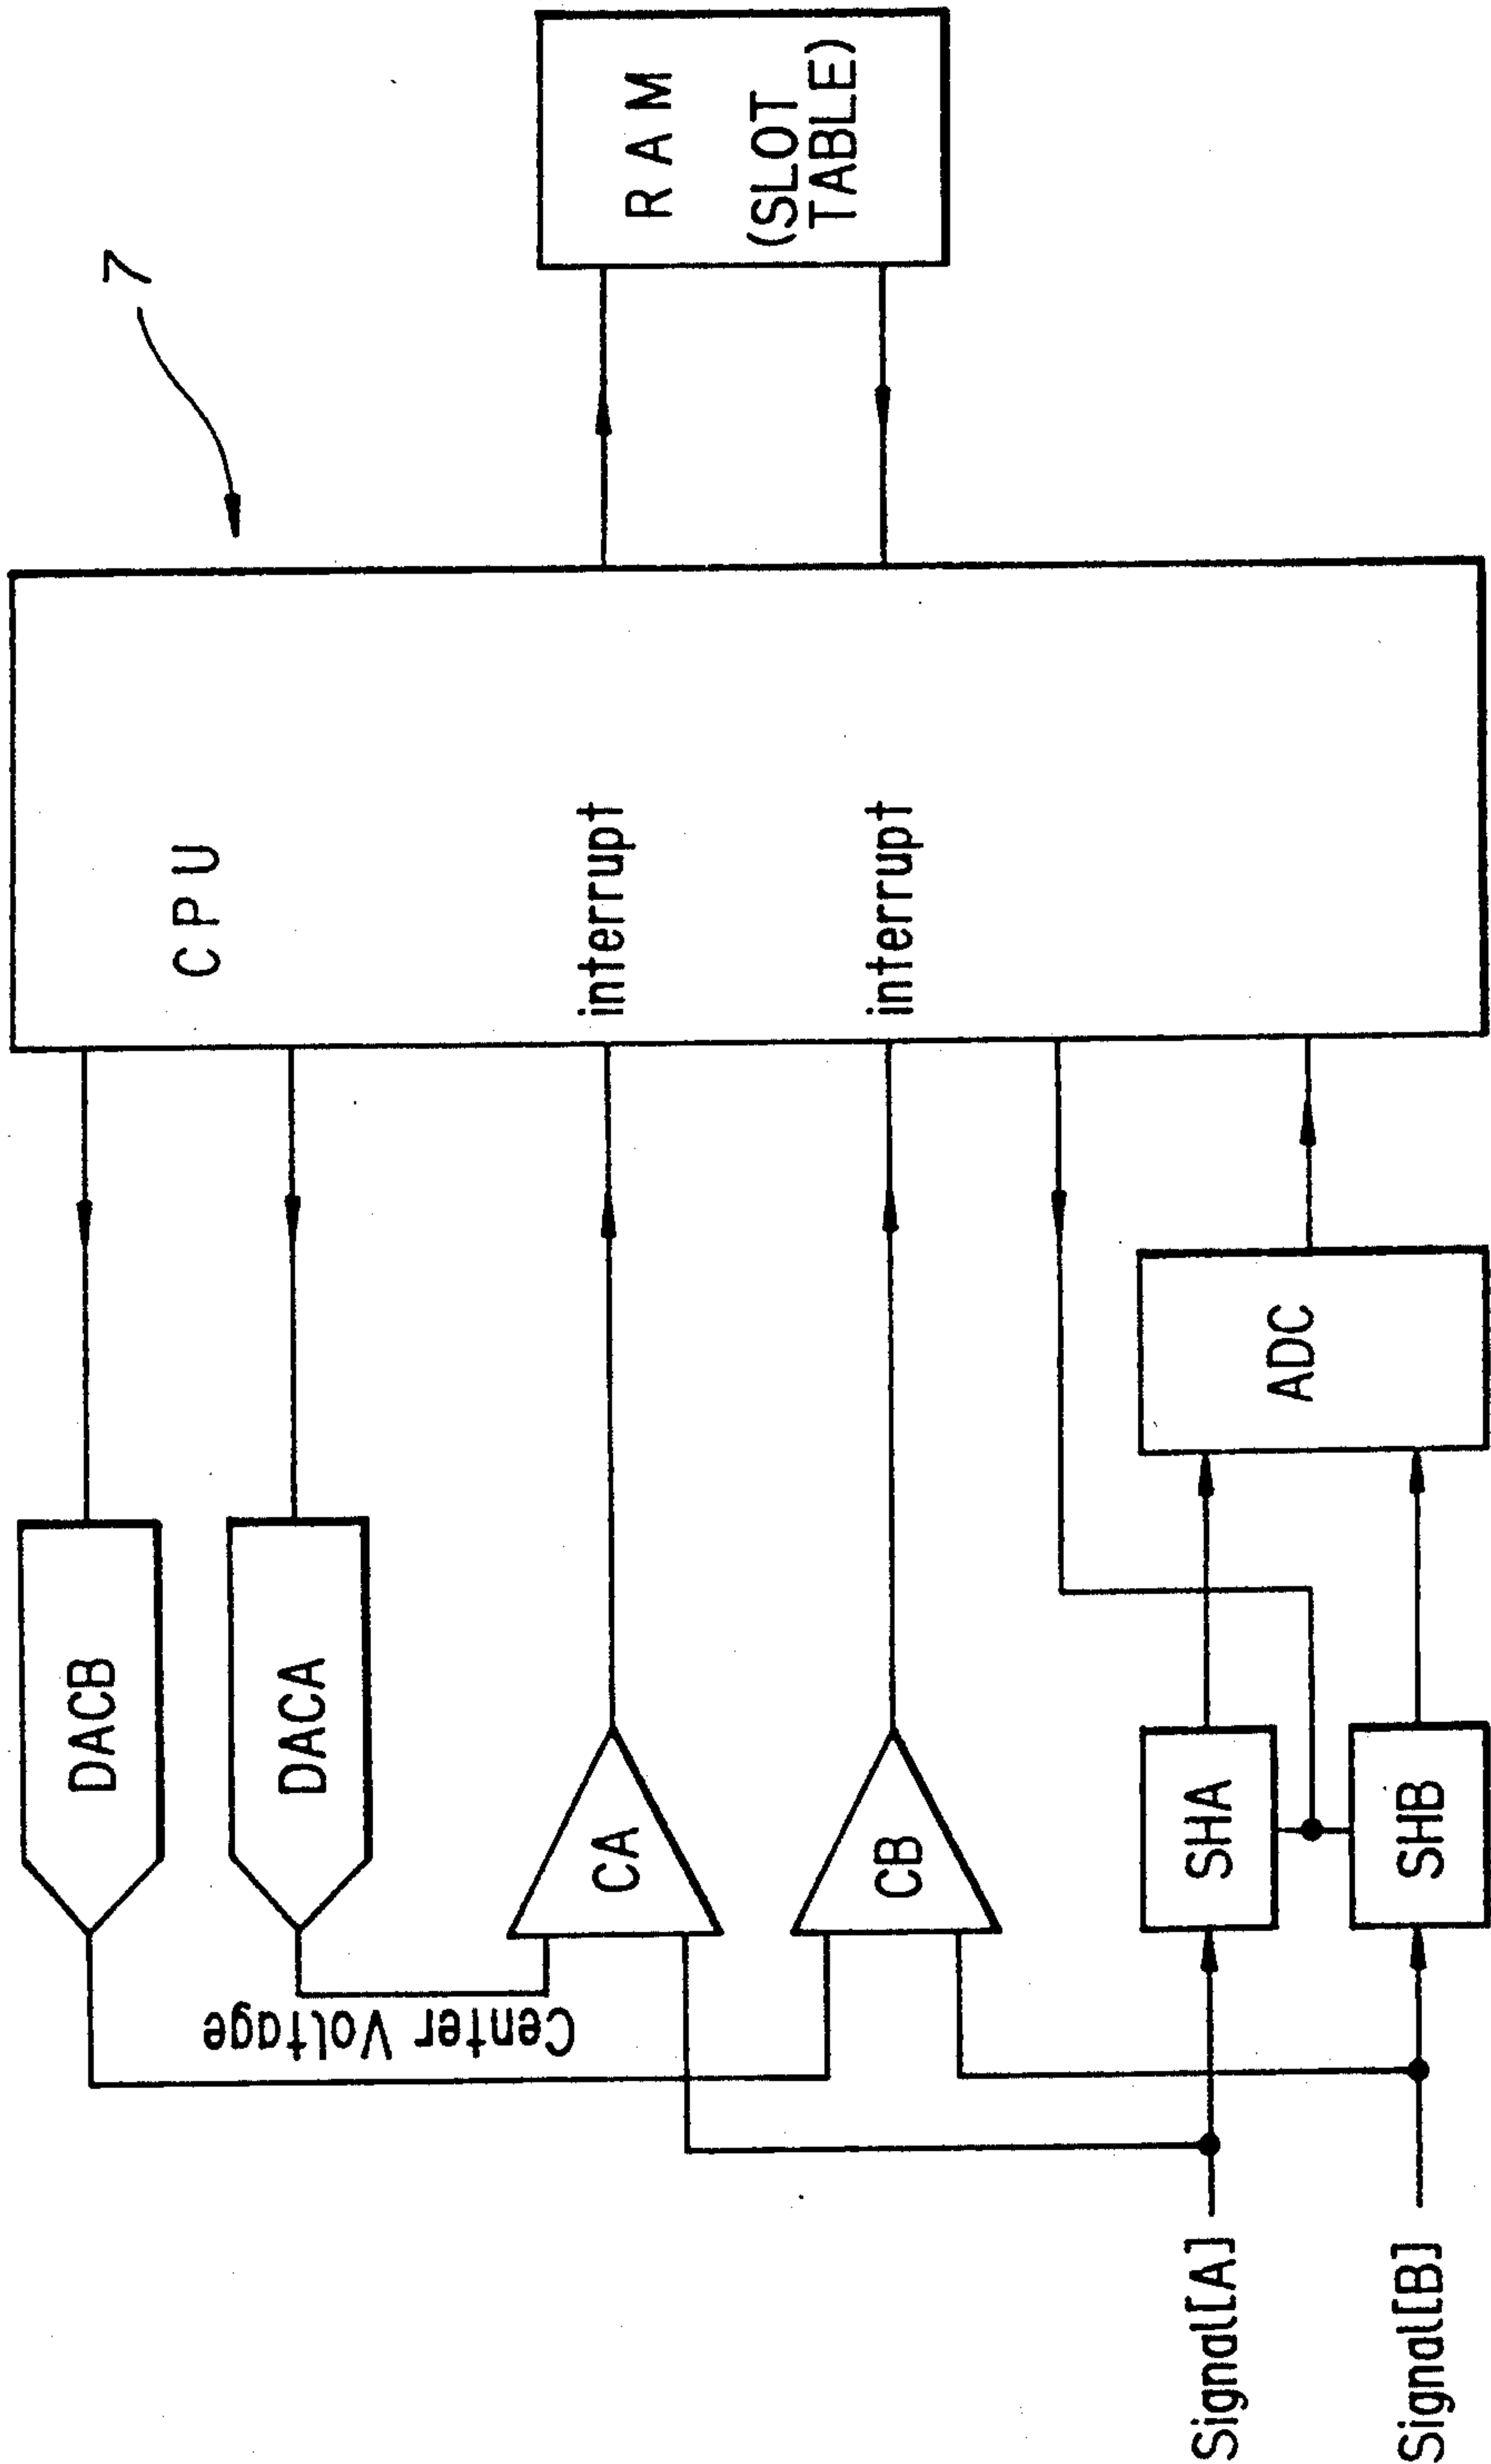 7
DACB
CPU
DACA
Center Voltage
RAM
(SLOT
TABLE)
CA
interrupt
CB
interrupt
Signal[A]
SHA
ADC
Signal[B]
SHB